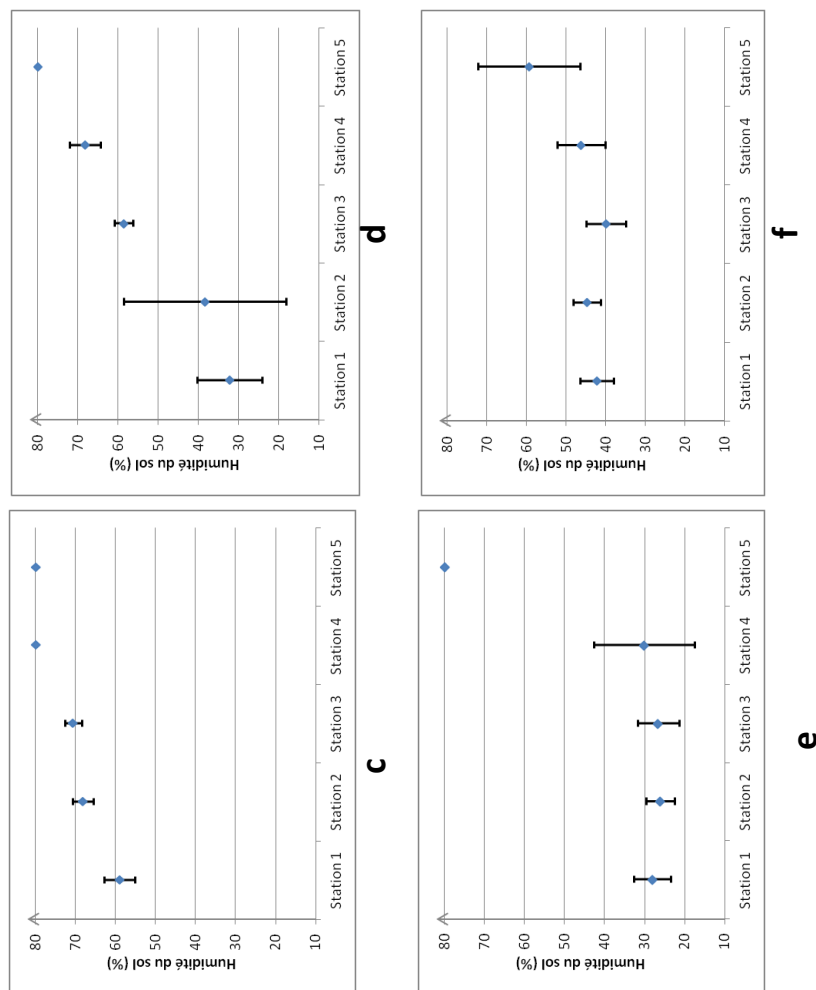 Humidité du sol (%)
80
70
60
50
40
30
20
10
Station 1
Station 2
Station 3
Station 4
Station 5
c
Humidité du sol (%)
80
70
60
50
40
30
20
10
Station 1
Station 2
Station 3
Station 4
Station 5
d
Humidité du sol (%)
80
70
60
50
40
30
20
10
Station 1
Station 2
Station 3
Station 4
Station 5
e
Humidité du sol (%)
80
70
60
50
40
30
20
10
Station 1
Station 2
Station 3
Station 4
Station 5
f